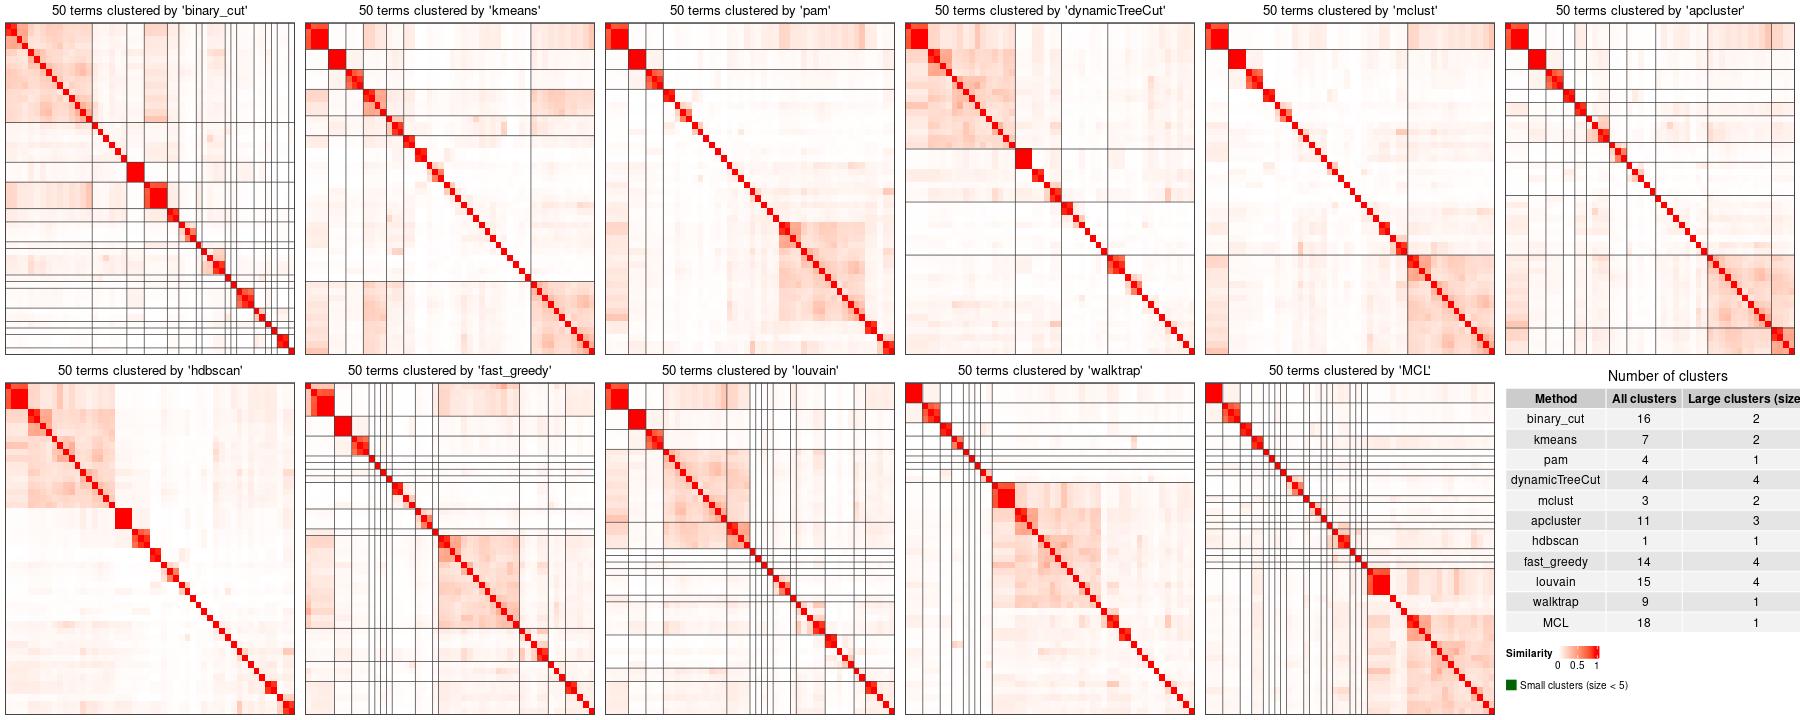 50 terms clustered by 'binary_cut'
50 terms clustered by 'kmeans'
50 terms clustered by 'pam'
50 terms clustered by 'dynamicTreeCut'
50 terms clustered by 'mclust'
50 terms clustered by 'apcluster'
50 terms clustered by 'hdbscan'
50 terms clustered by 'fast_greedy'
50 terms clustered by 'louvain'
50 terms clustered by 'walktrap'
50 terms clustered by 'MCL'
Number of clusters
Method All clusters Large clusters (size
binary_cut 16 2
kmeans 7 2
pam 4 1
dynamicTreeCut 4 4
mclust 3 2
apcluster 11 3
hdbscan 1 1
fast_greedy 14 4
louvain 15 4
walktrap 9 1
MCL 18 1
Similarity
0 0.5 1
Small clusters (size < 5)